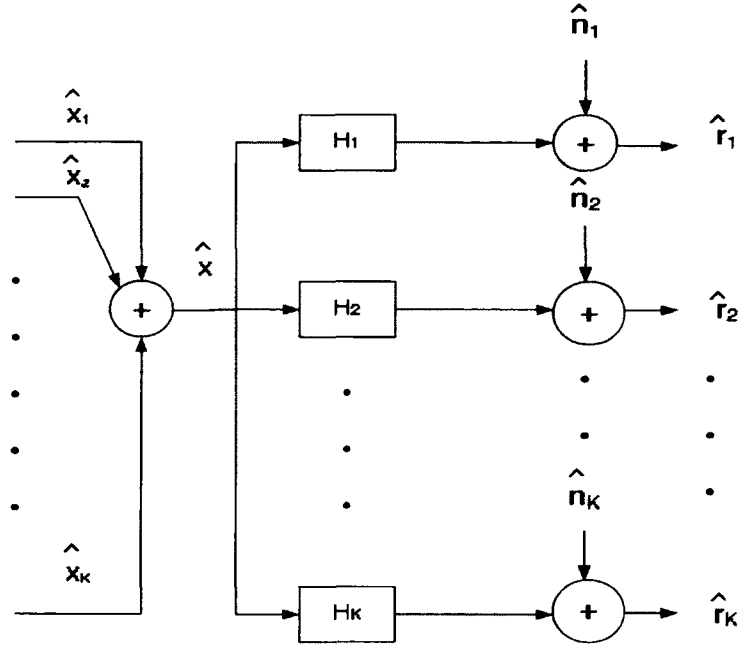 n̂₁
x̂₁ H₁ + r̂₁
x̂₂ n̂₂
x̂
+ H₂ + r̂₂
n̂K
x̂K HK + r̂K